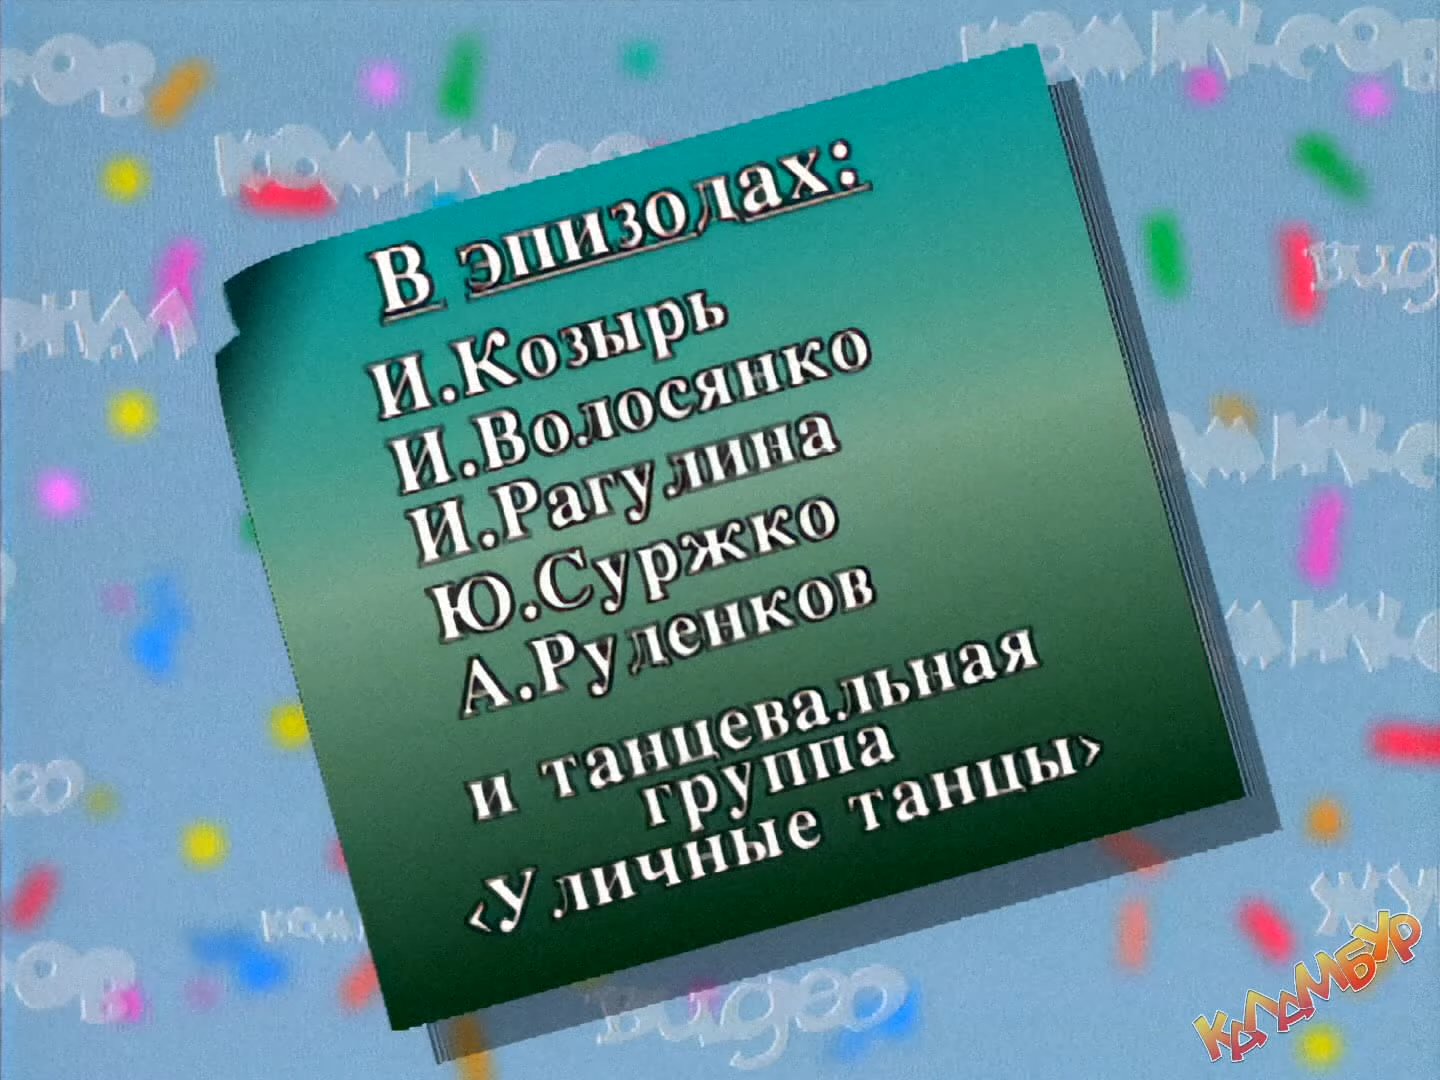 В эпизодах:
И.Козырь
И.Волосянко
И.Рагулина
Ю.Суржко
А.Руленков
и танцевальная
группа
‹Уличные танцы›
КАЛАМБУР